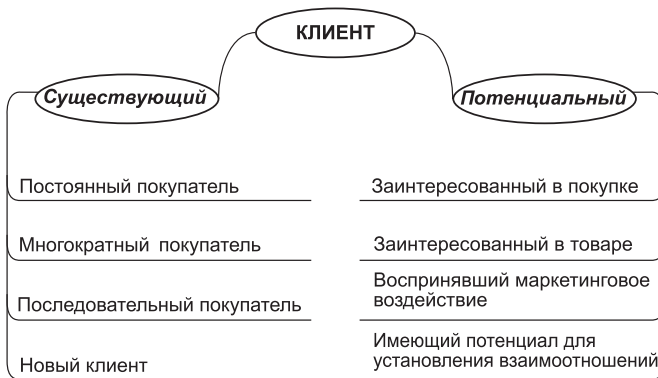 КЛИЕНТ
Существующий
Потенциальный
Постоянный покупатель
Многократный покупатель
Последовательный покупатель
Новый клиент
Заинтересованный в покупке
Заинтересованный в товаре
Воспринявший маркетинговое
воздействие
Имеющий потенциал для
установления взаимоотношений